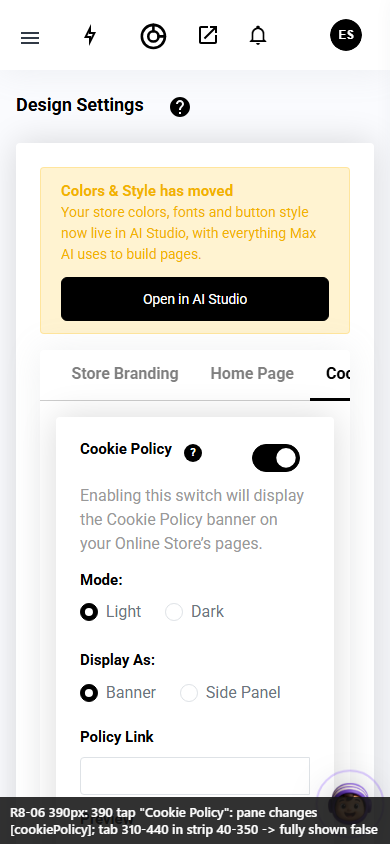 ES
Design Settings ?
Colors & Style has moved
Your store colors, fonts and button style
now live in AI Studio, with everything Max
AI uses to build pages.
Open in AI Studio
Store Branding Home Page Coo
Cookie Policy ?
Enabling this switch will display
the Cookie Policy banner on
your Online Store's pages.
Mode:
Light Dark
Display As:
Banner Side Panel
Policy Link
Preview
R8-06 390px: 390 tap "Cookie Policy": pane changes
[cookiePolicy]; tab 310-440 in strip 40-350 -> fully shown false